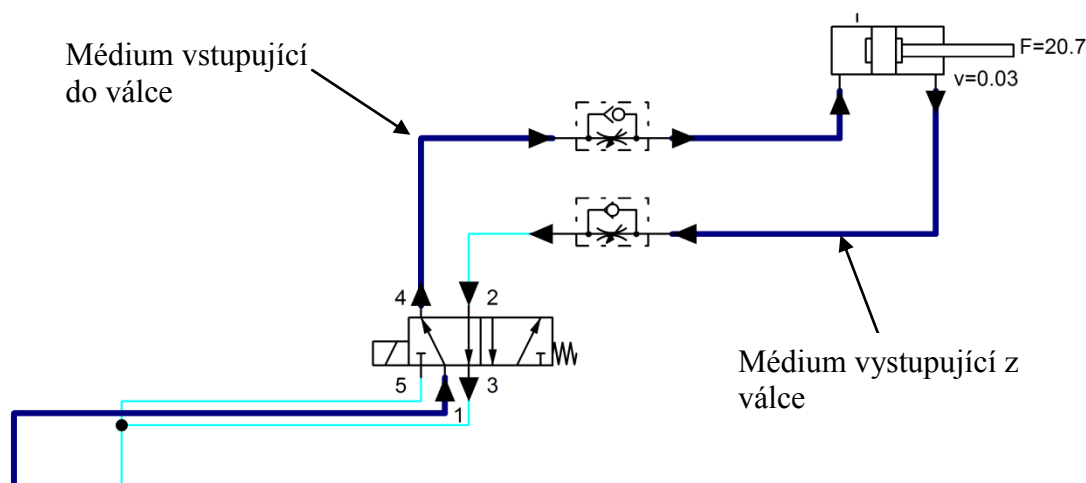 Médium vstupující
do válce
F=20.7
v=0.03
4
2
5
3
1
Médium vystupující z
válce